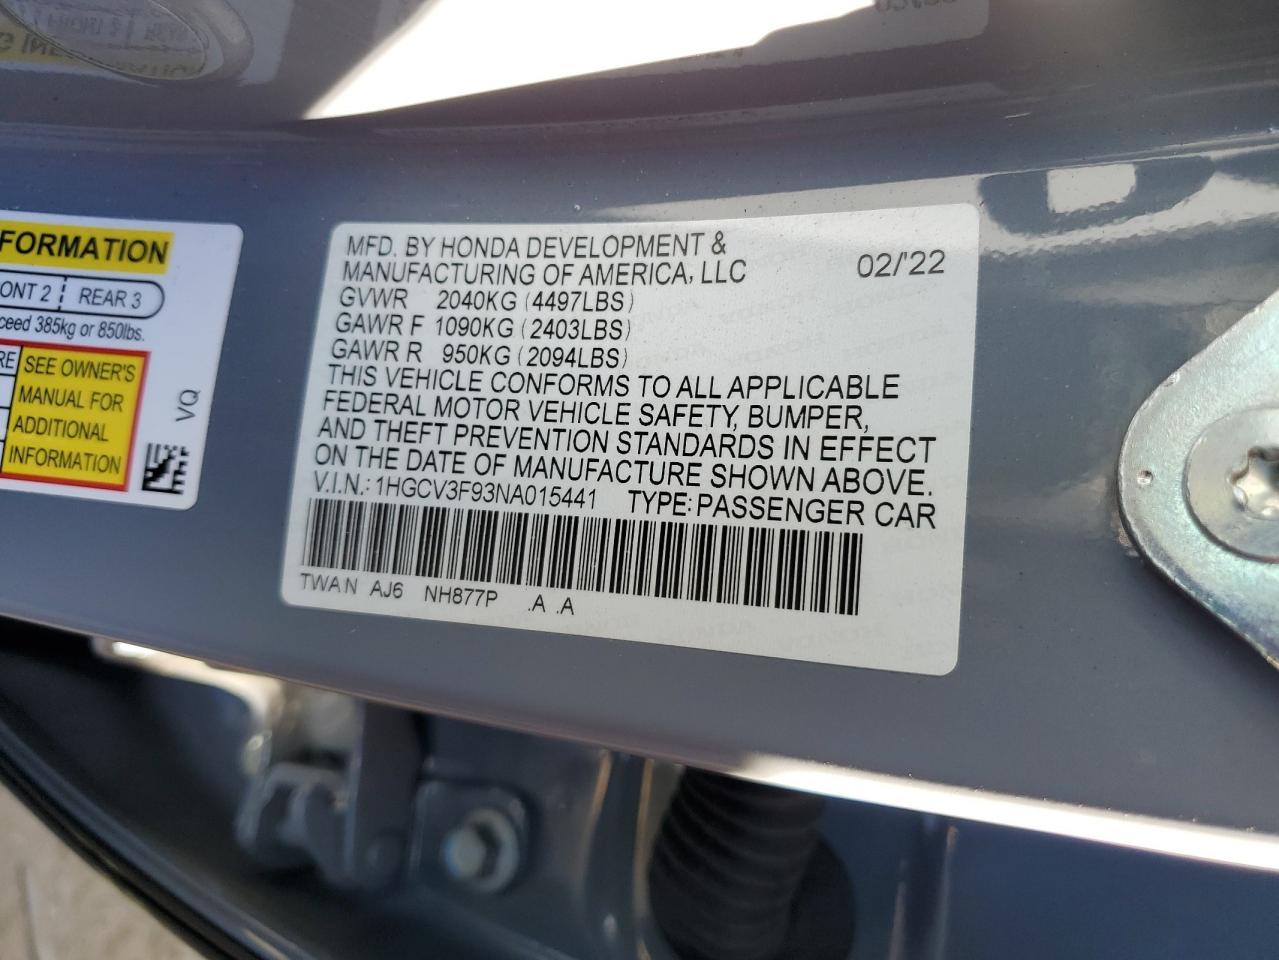 FORMATION
ONT 2 REAR 3
ceed 385kg or 850lbs.
RE SEE OWNER'S
MANUAL FOR
ADDITIONAL
INFORMATION
VQ
MFD. BY HONDA DEVELOPMENT &
MANUFACTURING OF AMERICA, LLC 02/'22
GVWR 2040KG (4497LBS)
GAWR F 1090KG (2403LBS)
GAWR R 950KG (2094LBS)
THIS VEHICLE CONFORMS TO ALL APPLICABLE
FEDERAL MOTOR VEHICLE SAFETY, BUMPER,
AND THEFT PREVENTION STANDARDS IN EFFECT
ON THE DATE OF MANUFACTURE SHOWN ABOVE.
V.I.N.: 1HGCV3F93NA015441 TYPE: PASSENGER CAR
TWAN AJ6 NH877P .A .A